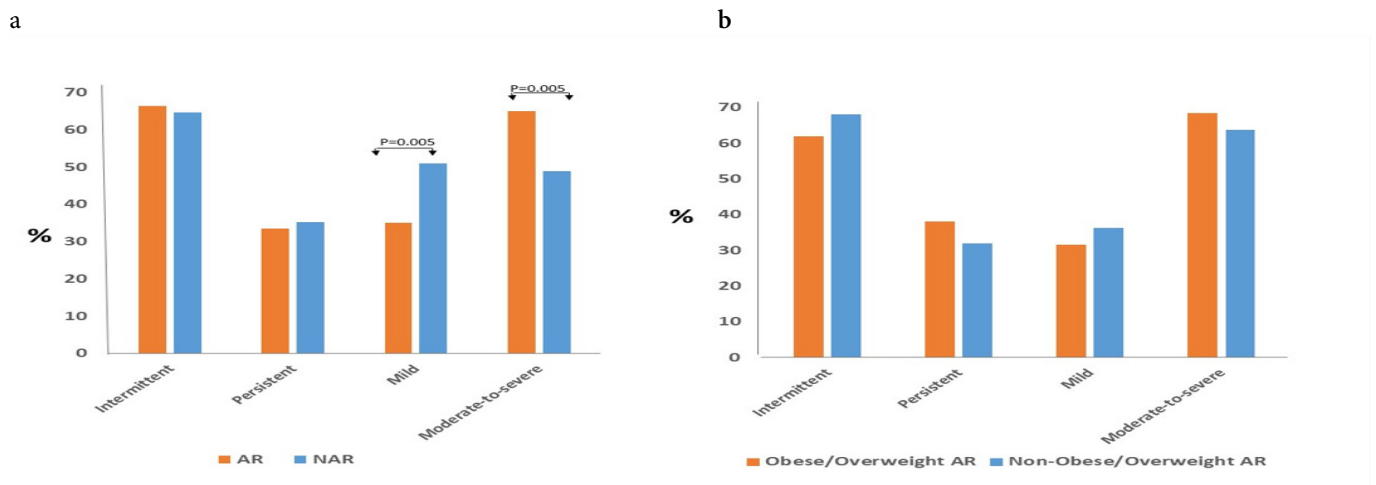 a
70
60
50
40
30
20
10
0
%
P=0.005
P=0.005
Intermittent
Persistent
Mild
Moderate-to-severe
AR
NAR
b
70
60
50
40
30
20
10
0
%
Intermittent
Persistent
Mild
Moderate-to-severe
Obese/Overweight AR
Non-Obese/Overweight AR